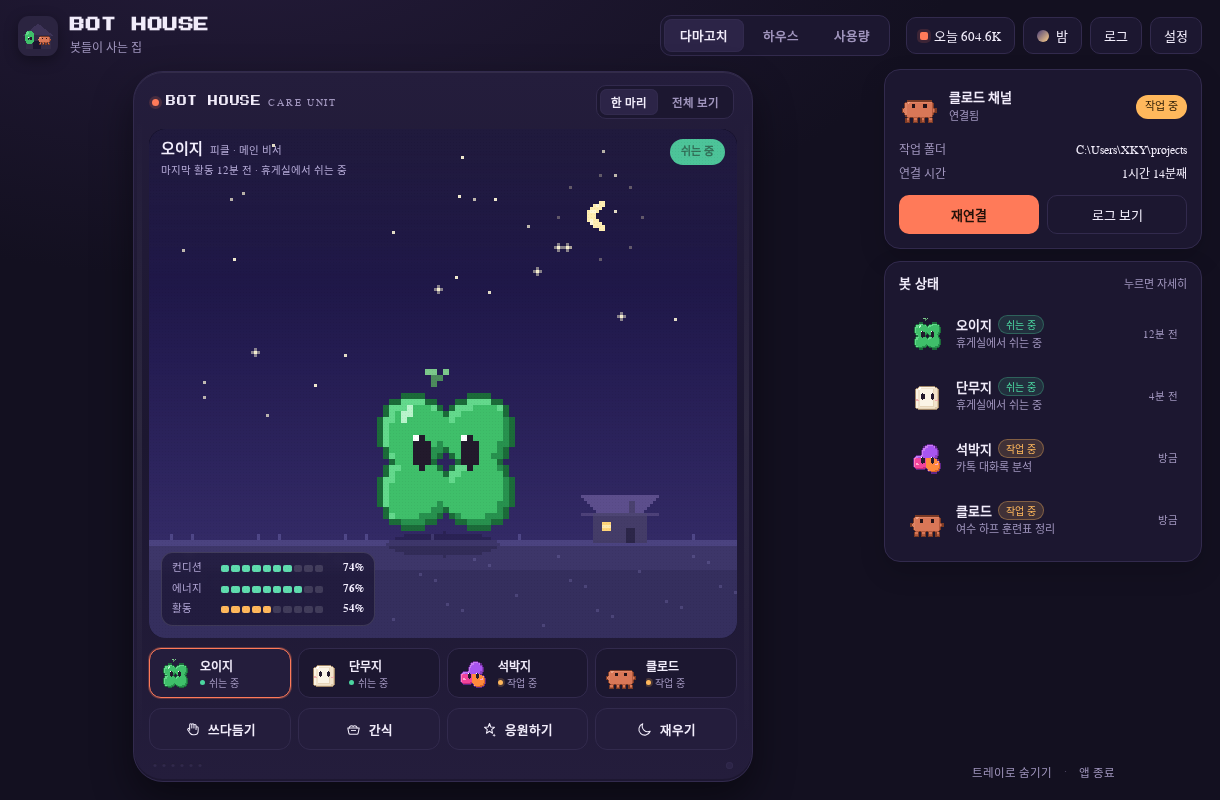 BOT HOUSE
봇들이 사는 집
다마고치
하우스
사용량
오늘 604.6K
밤
로그
설정
BOT HOUSE CARE UNIT
한 마리
전체 보기
오이지 피클 · 메인 비서
마지막 활동 12분 전 · 휴게실에서 쉬는 중
쉬는 중
컨디션 74%
에너지 76%
활동 54%
오이지
쉬는 중
단무지
쉬는 중
석박지
작업 중
클로드
작업 중
쓰다듬기
간식
응원하기
재우기
클로드 채널
연결됨
작업 중
작업 폴더 C:\Users\XKY\projects
연결 시간 1시간 14분째
재연결
로그 보기
봇 상태 누르면 자세히
오이지 쉬는 중
휴게실에서 쉬는 중
12분 전
단무지 쉬는 중
휴게실에서 쉬는 중
4분 전
석박지 작업 중
카톡 대화록 분석
방금
클로드 작업 중
여수 하프 훈련표 정리
방금
트레이로 숨기기 · 앱 종료